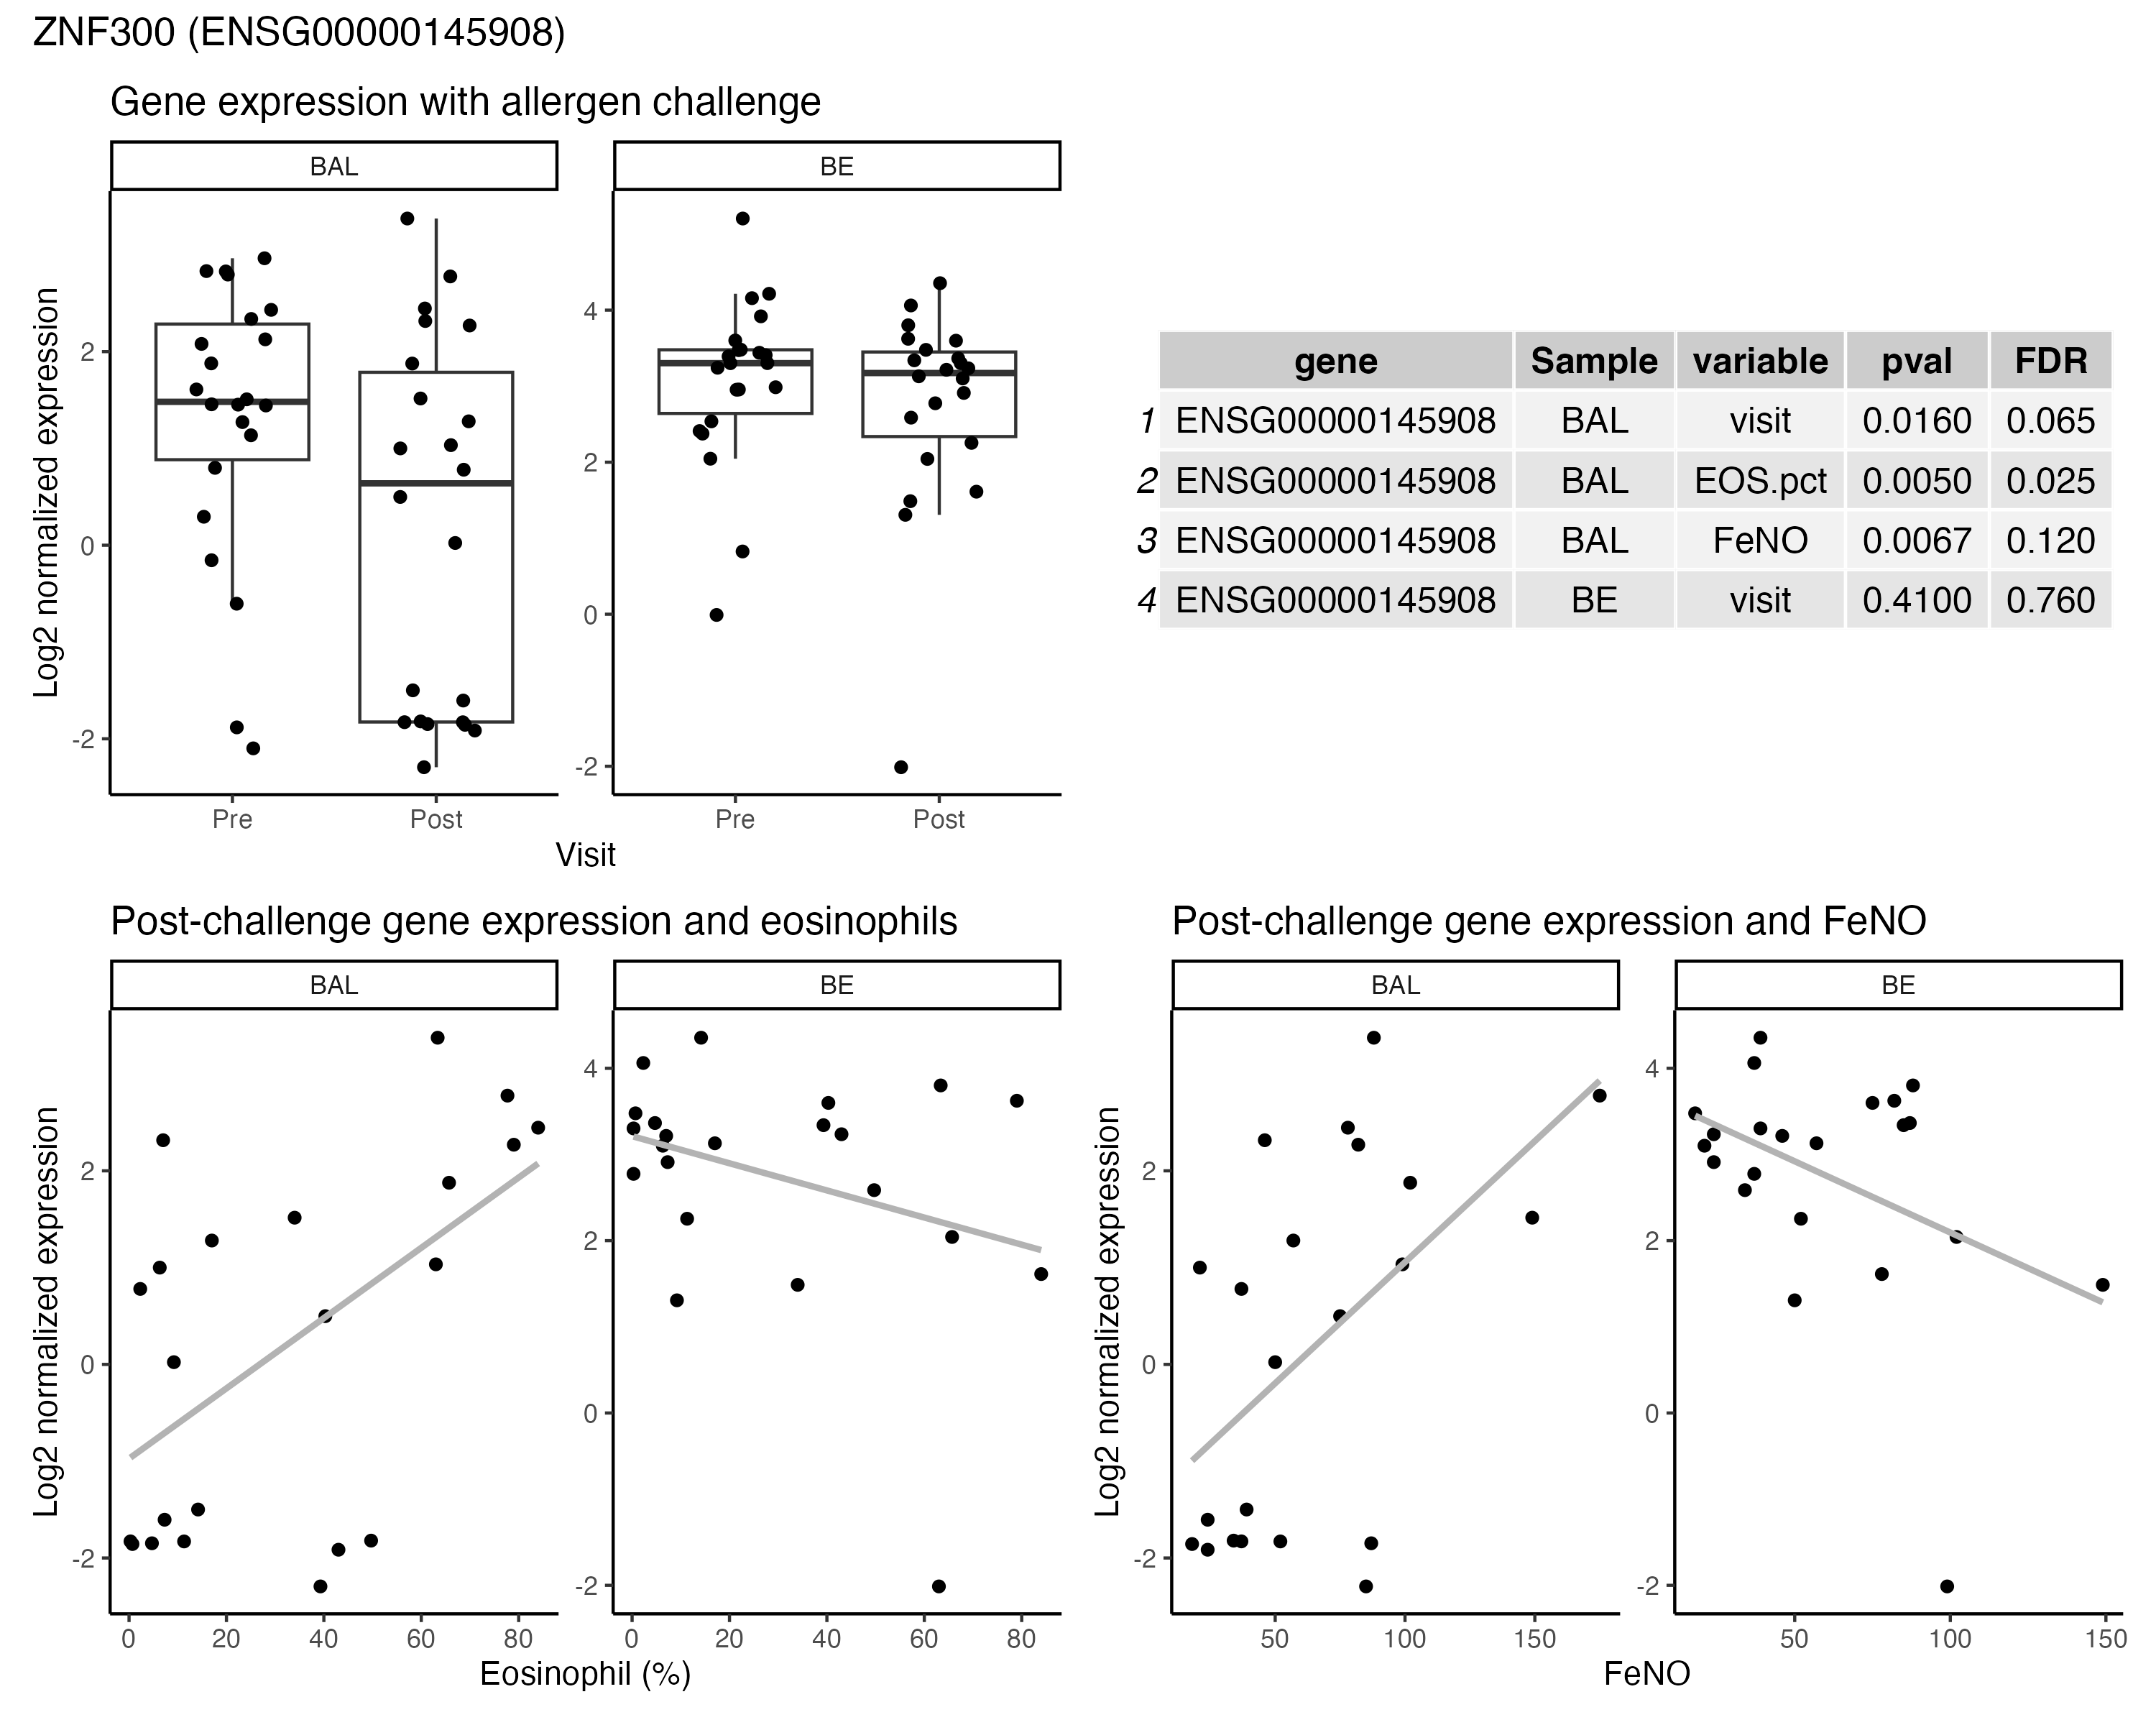 ZNF300 (ENSG00000145908)
Gene expression with allergen challenge
BAL
BE
Log2 normalized expression
2
0
-2
4
2
0
-2
Pre
Post
Pre
Post
Visit
gene Sample variable pval FDR
1 ENSG00000145908 BAL visit 0.0160 0.065
2 ENSG00000145908 BAL EOS.pct 0.0050 0.025
3 ENSG00000145908 BAL FeNO 0.0067 0.120
4 ENSG00000145908 BE visit 0.4100 0.760
Post-challenge gene expression and eosinophils
BAL
BE
Log2 normalized expression
2
0
-2
4
2
0
-2
0 20 40 60 80
0 20 40 60 80
Eosinophil (%)
Post-challenge gene expression and FeNO
BAL
BE
Log2 normalized expression
2
0
-2
4
2
0
-2
50 100 150
50 100 150
FeNO